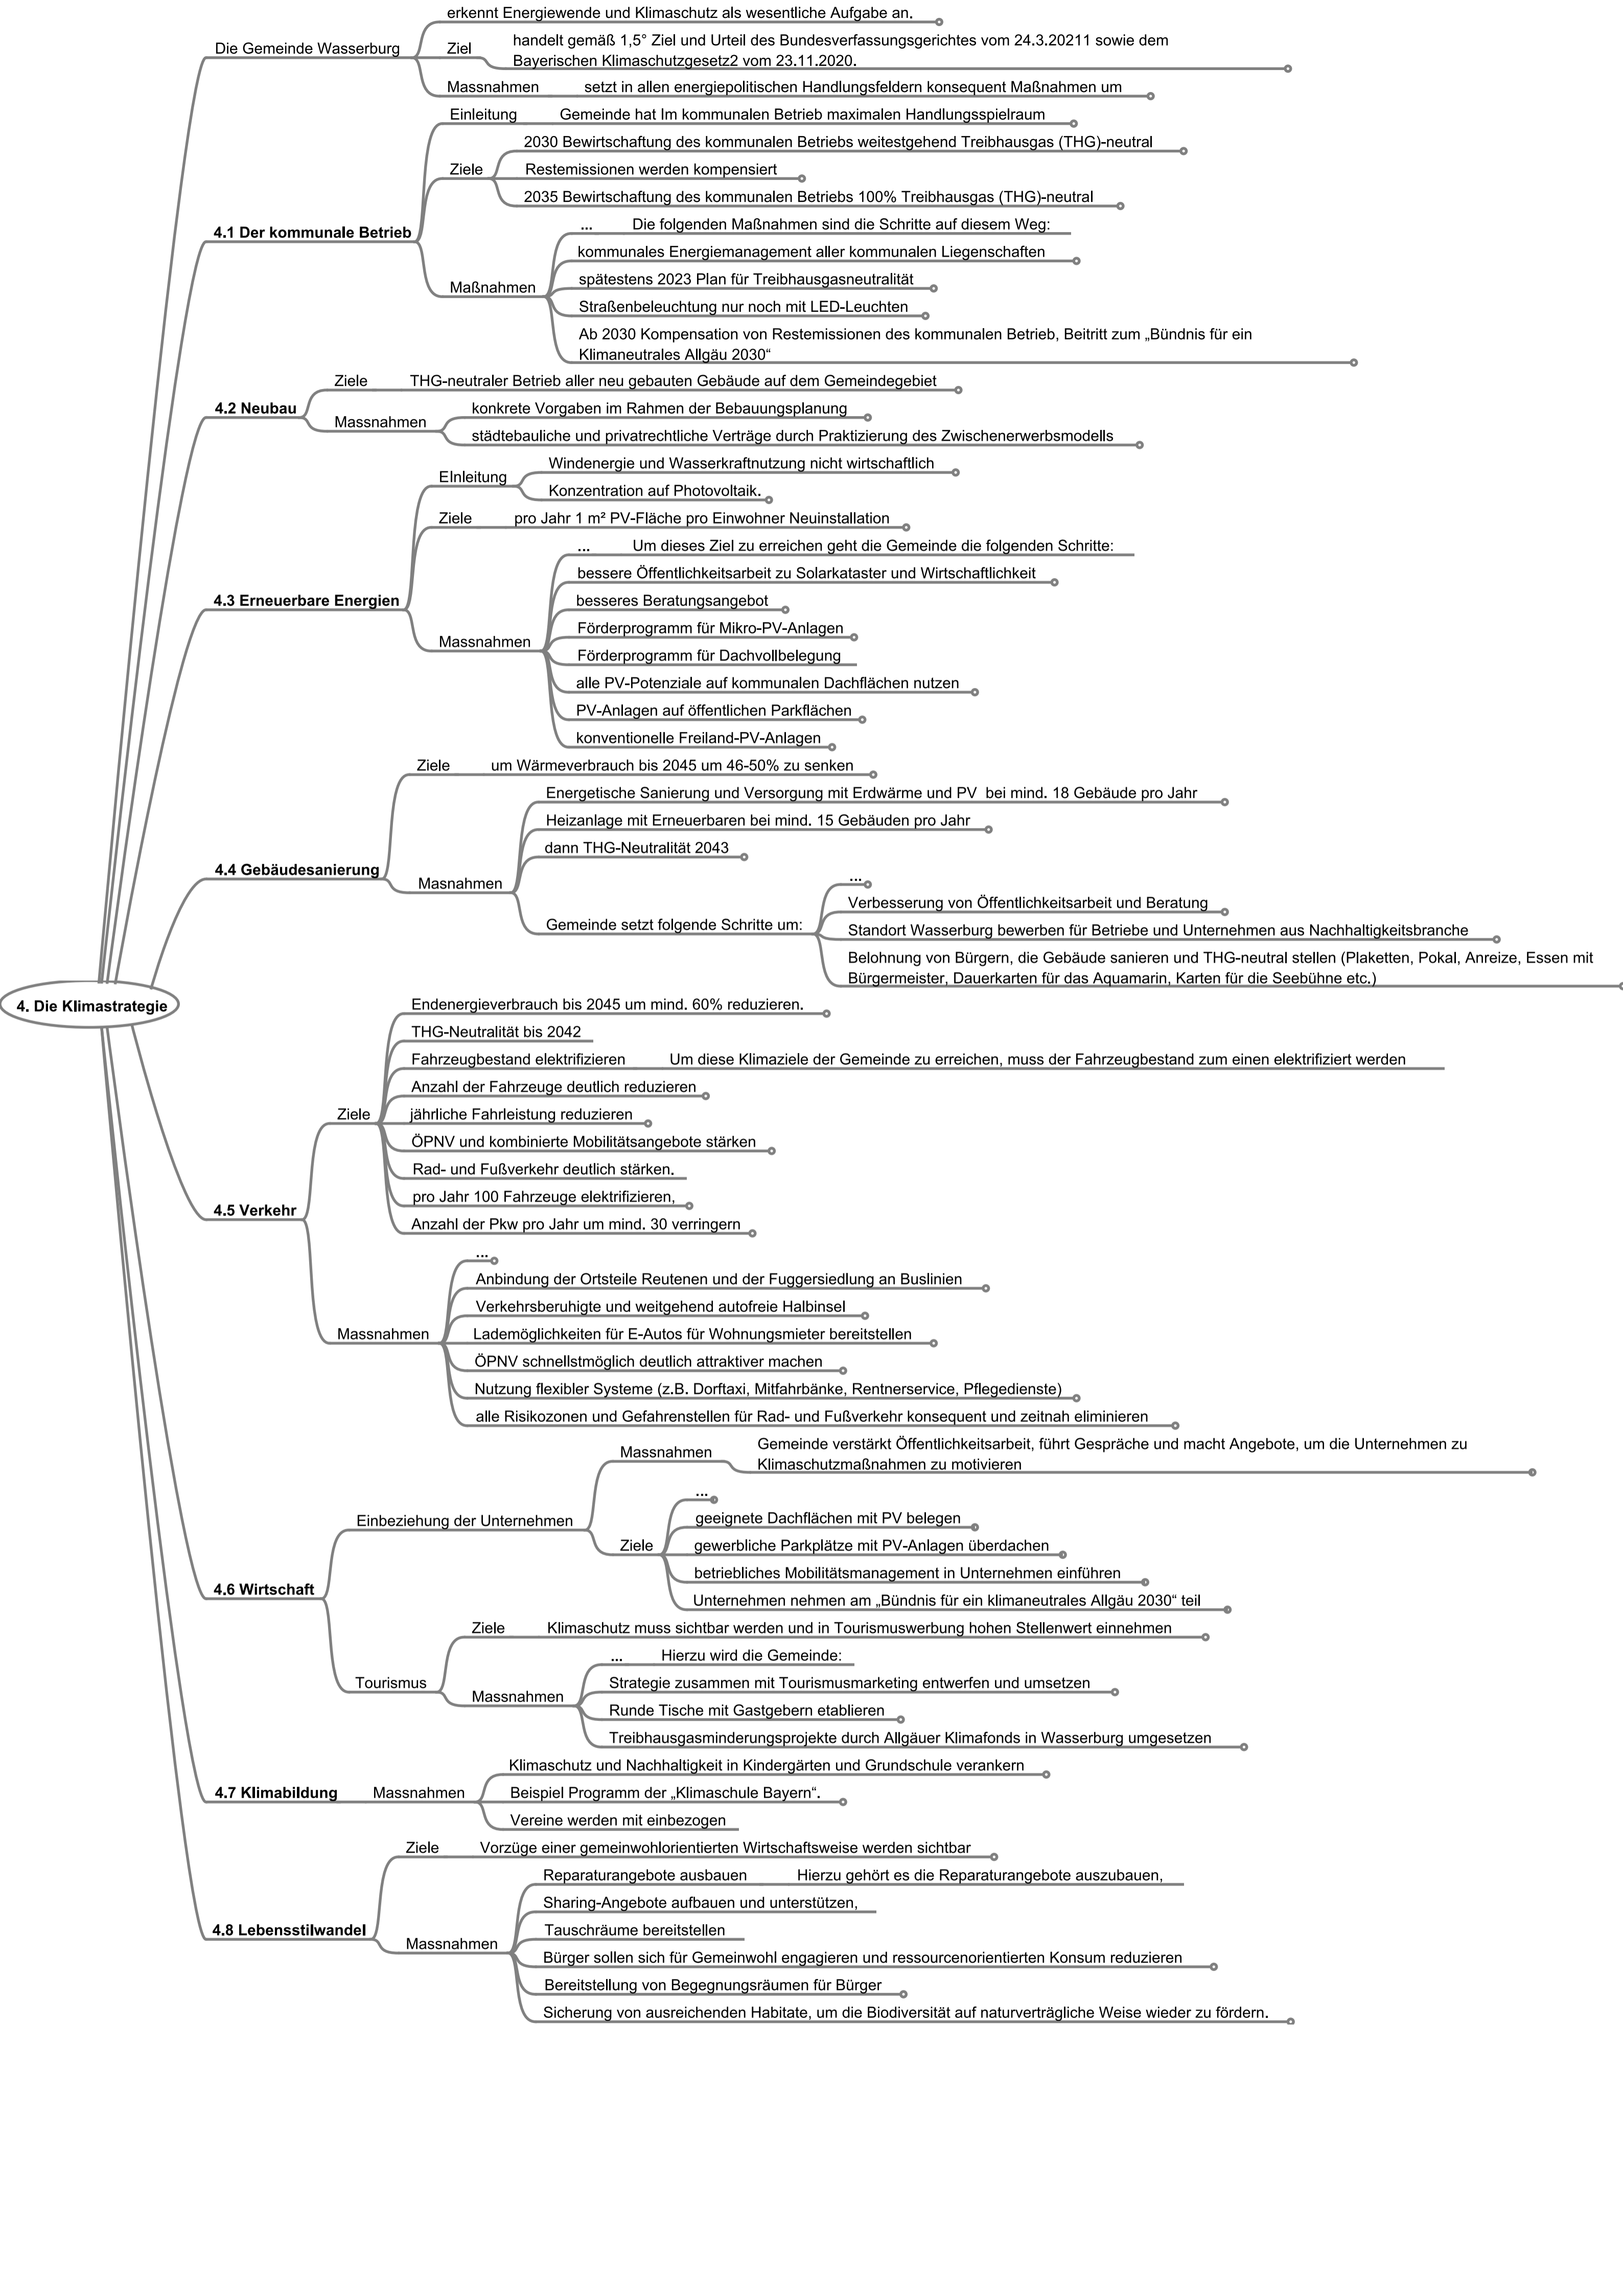 4. Die Klimastrategie
Die Gemeinde Wasserburg
erkennt Energiewende und Klimaschutz als wesentliche Aufgabe an.
Ziel
handelt gemäß 1,5° Ziel und Urteil des Bundesverfassungsgerichtes vom 24.3.20211 sowie dem
Bayerischen Klimaschutzgesetz2 vom 23.11.2020.
Massnahmen
setzt in allen energiepolitischen Handlungsfeldern konsequent Maßnahmen um
4.1 Der kommunale Betrieb
Einleitung
Gemeinde hat Im kommunalen Betrieb maximalen Handlungsspielraum
Ziele
2030 Bewirtschaftung des kommunalen Betriebs weitestgehend Treibhausgas (THG)-neutral
Restemissionen werden kompensiert
2035 Bewirtschaftung des kommunalen Betriebs 100% Treibhausgas (THG)-neutral
Maßnahmen
... Die folgenden Maßnahmen sind die Schritte auf diesem Weg:
kommunales Energiemanagement aller kommunalen Liegenschaften
spätestens 2023 Plan für Treibhausgasneutralität
Straßenbeleuchtung nur noch mit LED-Leuchten
Ab 2030 Kompensation von Restemissionen des kommunalen Betrieb, Beitritt zum „Bündnis für ein
Klimaneutrales Allgäu 2030“
4.2 Neubau
Ziele
THG-neutraler Betrieb aller neu gebauten Gebäude auf dem Gemeindegebiet
Massnahmen
konkrete Vorgaben im Rahmen der Bebauungsplanung
städtebauliche und privatrechtliche Verträge durch Praktizierung des Zwischenerwerbsmodells
4.3 Erneuerbare Energien
EInleitung
Windenergie und Wasserkraftnutzung nicht wirtschaftlich
Konzentration auf Photovoltaik.
Ziele
pro Jahr 1 m² PV-Fläche pro Einwohner Neuinstallation
Massnahmen
... Um dieses Ziel zu erreichen geht die Gemeinde die folgenden Schritte:
bessere Öffentlichkeitsarbeit zu Solarkataster und Wirtschaftlichkeit
besseres Beratungsangebot
Förderprogramm für Mikro-PV-Anlagen
Förderprogramm für Dachvollbelegung
alle PV-Potenziale auf kommunalen Dachflächen nutzen
PV-Anlagen auf öffentlichen Parkflächen
konventionelle Freiland-PV-Anlagen
4.4 Gebäudesanierung
Ziele
um Wärmeverbrauch bis 2045 um 46-50% zu senken
Masnahmen
Energetische Sanierung und Versorgung mit Erdwärme und PV  bei mind. 18 Gebäude pro Jahr
Heizanlage mit Erneuerbaren bei mind. 15 Gebäuden pro Jahr
dann THG-Neutralität 2043
Gemeinde setzt folgende Schritte um:
...
Verbesserung von Öffentlichkeitsarbeit und Beratung
Standort Wasserburg bewerben für Betriebe und Unternehmen aus Nachhaltigkeitsbranche
Belohnung von Bürgern, die Gebäude sanieren und THG-neutral stellen (Plaketten, Pokal, Anreize, Essen mit
Bürgermeister, Dauerkarten für das Aquamarin, Karten für die Seebühne etc.)
4.5 Verkehr
Ziele
Endenergieverbrauch bis 2045 um mind. 60% reduzieren.
THG-Neutralität bis 2042
Fahrzeugbestand elektrifizieren Um diese Klimaziele der Gemeinde zu erreichen, muss der Fahrzeugbestand zum einen elektrifiziert werden
Anzahl der Fahrzeuge deutlich reduzieren
jährliche Fahrleistung reduzieren
ÖPNV und kombinierte Mobilitätsangebote stärken
Rad- und Fußverkehr deutlich stärken.
pro Jahr 100 Fahrzeuge elektrifizieren,
Anzahl der Pkw pro Jahr um mind. 30 verringern
Massnahmen
...
Anbindung der Ortsteile Reutenen und der Fuggersiedlung an Buslinien
Verkehrsberuhigte und weitgehend autofreie Halbinsel
Lademöglichkeiten für E-Autos für Wohnungsmieter bereitstellen
ÖPNV schnellstmöglich deutlich attraktiver machen
Nutzung flexibler Systeme (z.B. Dorftaxi, Mitfahrbänke, Rentnerservice, Pflegedienste)
alle Risikozonen und Gefahrenstellen für Rad- und Fußverkehr konsequent und zeitnah eliminieren
4.6 Wirtschaft
Einbeziehung der Unternehmen
Massnahmen
Gemeinde verstärkt Öffentlichkeitsarbeit, führt Gespräche und macht Angebote, um die Unternehmen zu
Klimaschutzmaßnahmen zu motivieren
Ziele
...
geeignete Dachflächen mit PV belegen
gewerbliche Parkplätze mit PV-Anlagen überdachen
betriebliches Mobilitätsmanagement in Unternehmen einführen
Unternehmen nehmen am „Bündnis für ein klimaneutrales Allgäu 2030“ teil
Tourismus
Ziele
Klimaschutz muss sichtbar werden und in Tourismuswerbung hohen Stellenwert einnehmen
Massnahmen
... Hierzu wird die Gemeinde:
Strategie zusammen mit Tourismusmarketing entwerfen und umsetzen
Runde Tische mit Gastgebern etablieren
Treibhausgasminderungsprojekte durch Allgäuer Klimafonds in Wasserburg umgesetzen
4.7 Klimabildung
Massnahmen
Klimaschutz und Nachhaltigkeit in Kindergärten und Grundschule verankern
Beispiel Programm der „Klimaschule Bayern“.
Vereine werden mit einbezogen
4.8 Lebensstilwandel
Ziele
Vorzüge einer gemeinwohlorientierten Wirtschaftsweise werden sichtbar
Massnahmen
Reparaturangebote ausbauen Hierzu gehört es die Reparaturangebote auszubauen,
Sharing-Angebote aufbauen und unterstützen,
Tauschräume bereitstellen
Bürger sollen sich für Gemeinwohl engagieren und ressourcenorientierten Konsum reduzieren
Bereitstellung von Begegnungsräumen für Bürger
Sicherung von ausreichenden Habitate, um die Biodiversität auf naturverträgliche Weise wieder zu fördern.